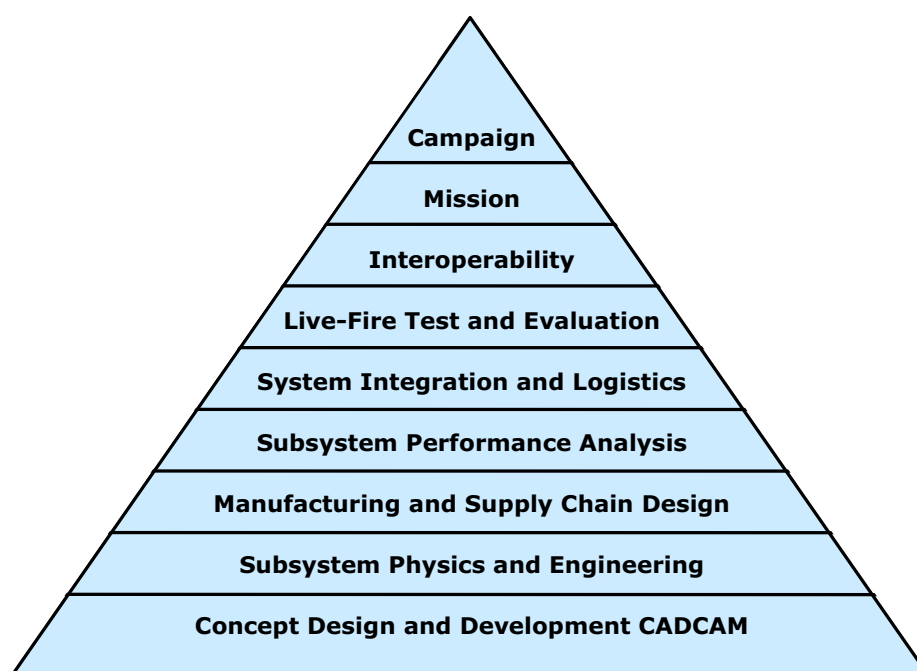 Campaign
Mission
Interoperability
Live-Fire Test and Evaluation
System Integration and Logistics
Subsystem Performance Analysis
Manufacturing and Supply Chain Design
Subsystem Physics and Engineering
Concept Design and Development CADCAM